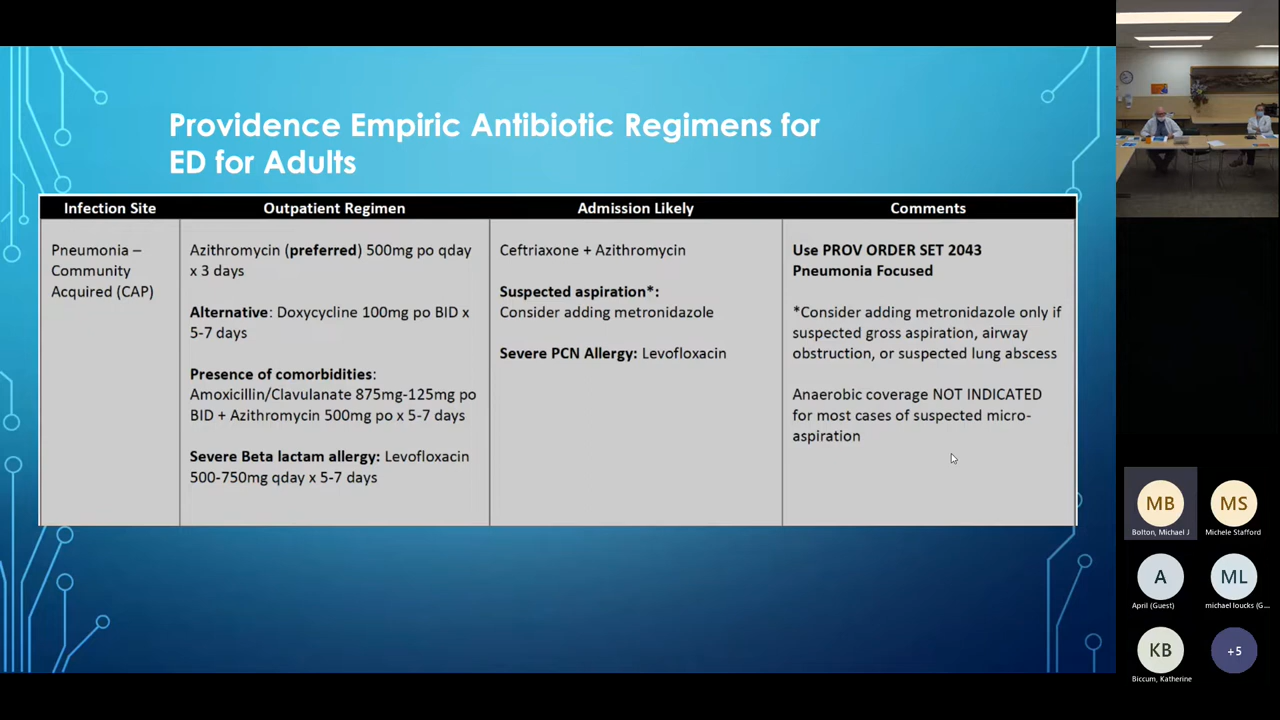 Providence Empiric Antibiotic Regimens for
ED for Adults
Infection Site
Outpatient Regimen
Admission Likely
Comments
Pneumonia –
Community
Acquired (CAP)
Azithromycin (preferred) 500mg po qday
x 3 days
Alternative: Doxycycline 100mg po BID x
5-7 days
Presence of comorbidities:
Amoxicillin/Clavulanate 875mg-125mg po
BID + Azithromycin 500mg po x 5-7 days
Severe Beta lactam allergy: Levofloxacin
500-750mg qday x 5-7 days
Ceftriaxone + Azithromycin
Suspected aspiration*:
Consider adding metronidazole
Severe PCN Allergy: Levofloxacin
Use PROV ORDER SET 2043
Pneumonia Focused
*Consider adding metronidazole only if
suspected gross aspiration, airway
obstruction, or suspected lung abscess
Anaerobic coverage NOT INDICATED
for most cases of suspected micro-
aspiration
MB
Bolton, Michael J
MS
Michele Stafford
A
April (Guest)
ML
michael loucks (G...
KB
Biccum, Katherine
+5